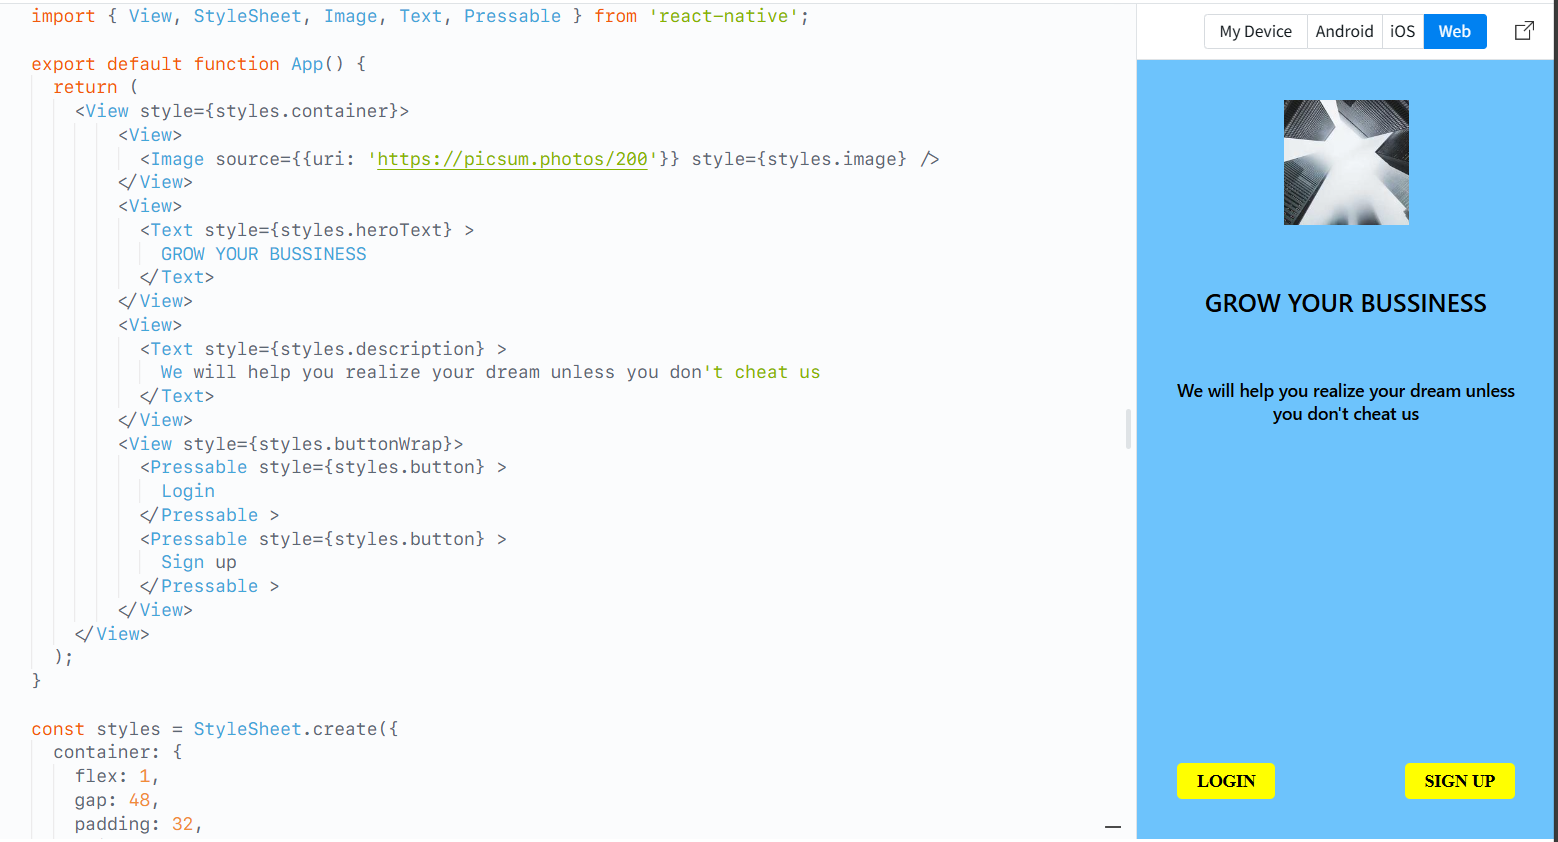 import { View, StyleSheet, Image, Text, Pressable } from 'react-native';
export default function App() {
return (
<View style={styles.container}>
<View>
<Image source={{uri: 'https://picsum.photos/200'}} style={styles.image} />
</View>
<View>
<Text style={styles.heroText} >
GROW YOUR BUSSINESS
</Text>
</View>
<View>
<Text style={styles.description} >
We will help you realize your dream unless you don't cheat us
</Text>
</View>
<View style={styles.buttonWrap}>
<Pressable style={styles.button} >
Login
</Pressable >
<Pressable style={styles.button} >
Sign up
</Pressable >
</View>
</View>
);
}
const styles = StyleSheet.create({
container: {
flex: 1,
gap: 48,
padding: 32,
My Device Android iOS Web
GROW YOUR BUSSINESS
We will help you realize your dream unless
you don't cheat us
LOGIN SIGN UP